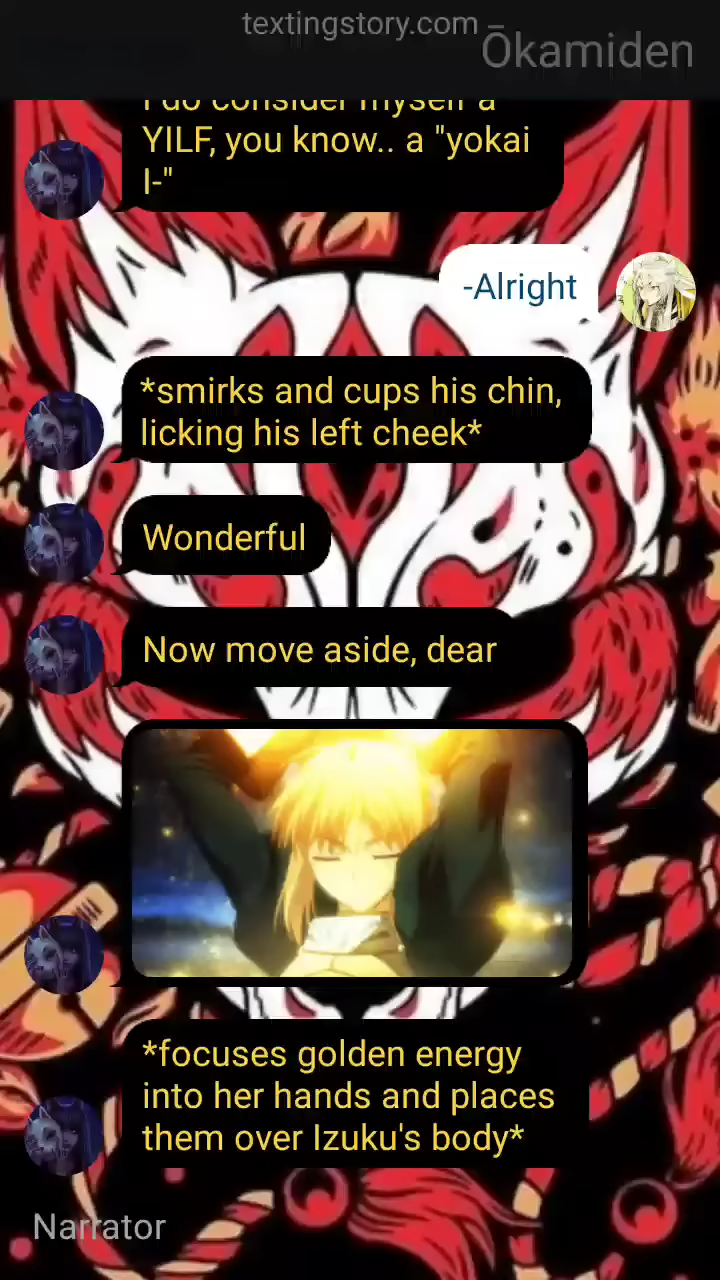 textingstory.com –
Ōkamiden
I do consider myself a
YILF, you know.. a "yokai
I-"
-Alright
*smirks and cups his chin,
licking his left cheek*
Wonderful
Now move aside, dear
*focuses golden energy
into her hands and places
them over Izuku's body*
Narrator